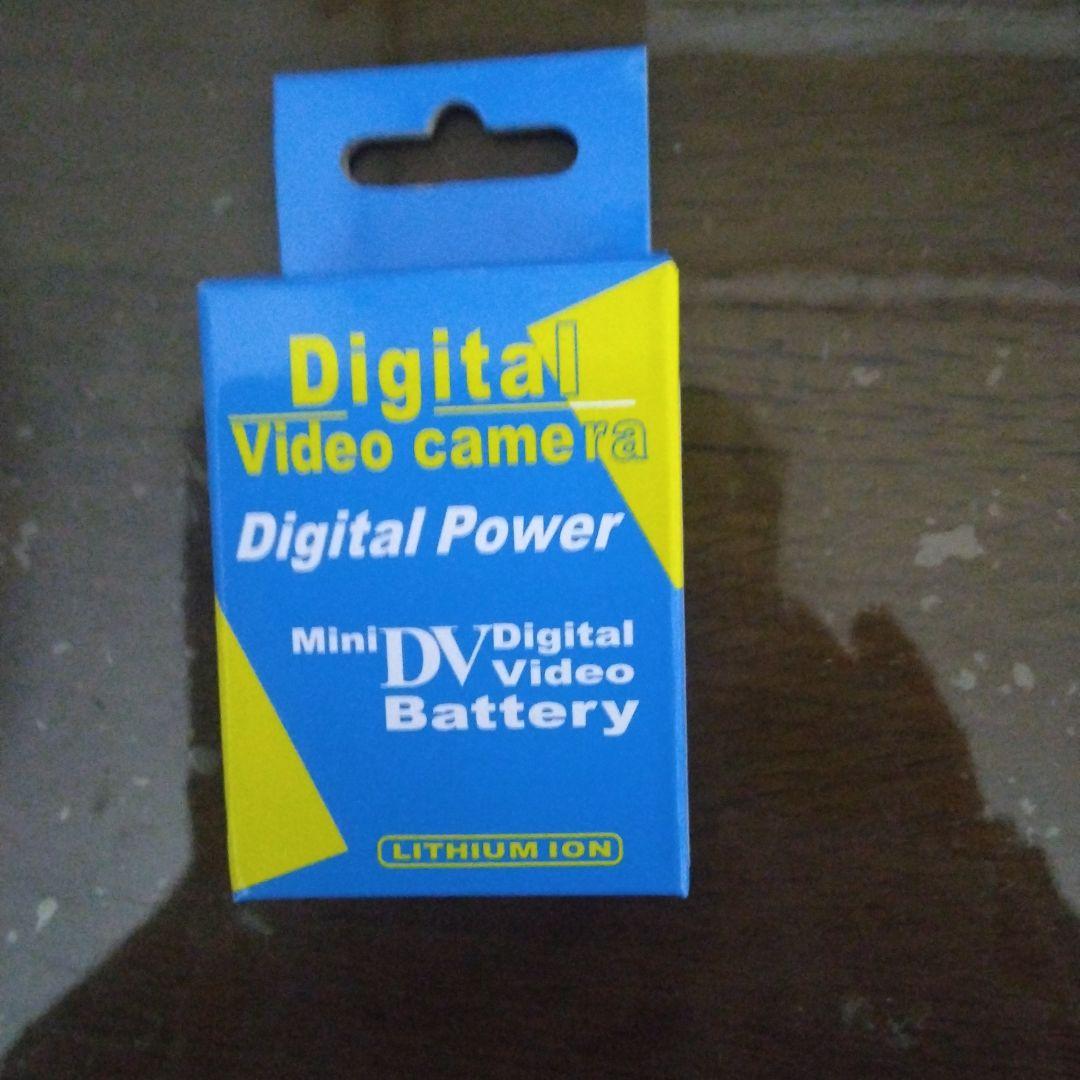 Digital
Video camera
Digital Power
Mini DV Digital
Video
Battery
LITHIUM ION